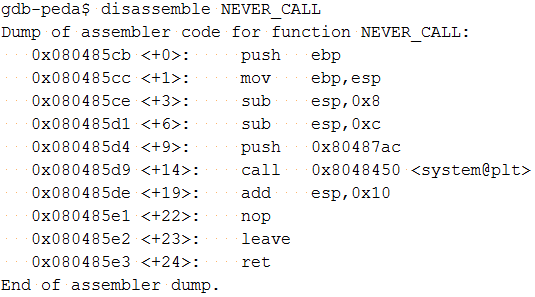 gdb-peda$ disassemble NEVER_CALL
Dump of assembler code for function NEVER_CALL:
   0x080485cb <+0>:     push   ebp
   0x080485cc <+1>:     mov    ebp,esp
   0x080485ce <+3>:     sub    esp,0x8
   0x080485d1 <+6>:     sub    esp,0xc
   0x080485d4 <+9>:     push   0x80487ac
   0x080485d9 <+14>:    call   0x8048450 <system@plt>
   0x080485de <+19>:    add    esp,0x10
   0x080485e1 <+22>:    nop
   0x080485e2 <+23>:    leave
   0x080485e3 <+24>:    ret
End of assembler dump.